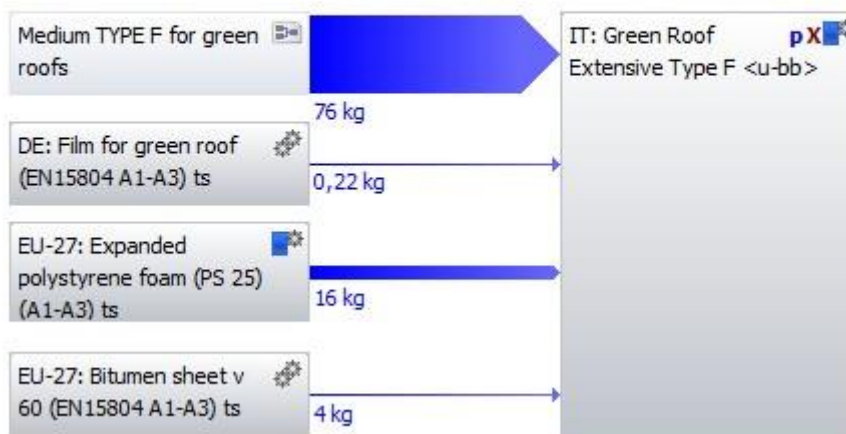 Medium TYPE F for green
roofs
76 kg
DE: Film for green roof
(EN15804 A1-A3) ts
0,22 kg
EU-27: Expanded
polystyrene foam (PS 25)
(A1-A3) ts
16 kg
EU-27: Bitumen sheet v
60 (EN15804 A1-A3) ts
4 kg
IT: Green Roof pX
Extensive Type F <u-bb>